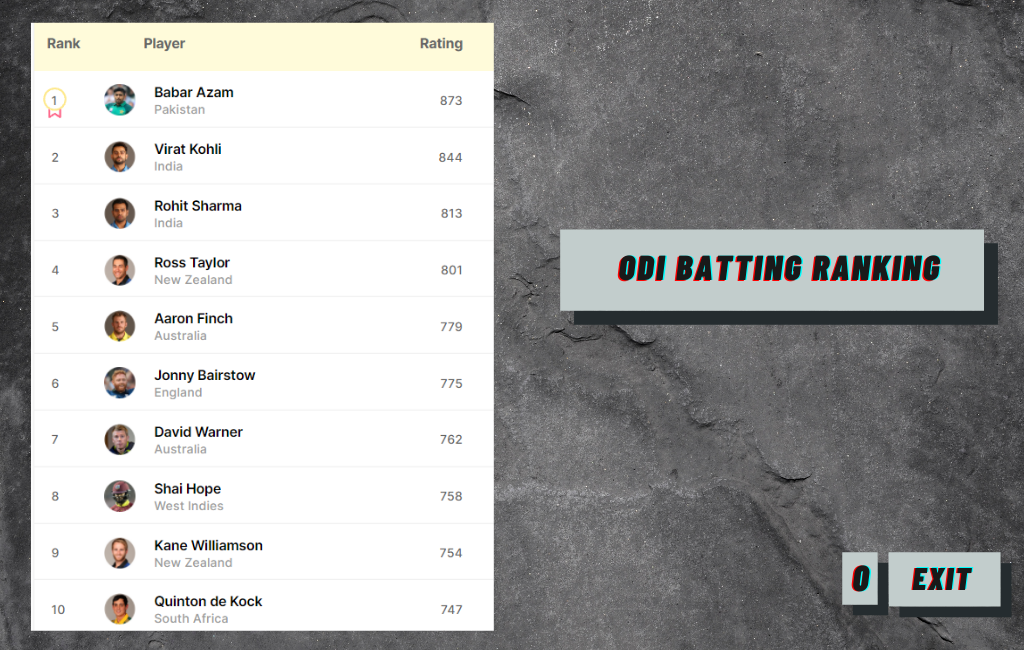 Rank Player Rating
1 Babar Azam 873
Pakistan
2 Virat Kohli 844
India
3 Rohit Sharma 813
India
4 Ross Taylor 801
New Zealand
5 Aaron Finch 779
Australia
6 Jonny Bairstow 775
England
7 David Warner 762
Australia
8 Shai Hope 758
West Indies
9 Kane Williamson 754
New Zealand
10 Quinton de Kock 747
South Africa
ODI BATTING RANKING
0 EXIT